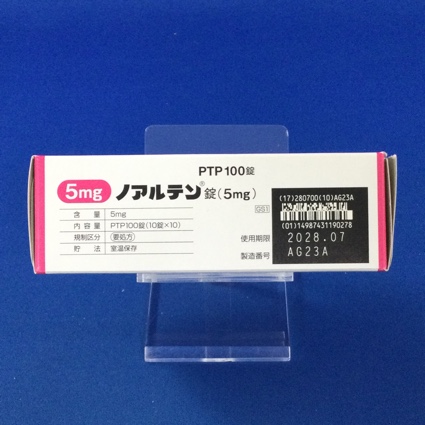 PTP100錠
5mg ノアルテン®錠(5mg)
含量 5mg
内容量 PTP100錠(10錠×10)
規制区分 要処方
貯法 室温保存
GS1
(17)280700(10)AG23A
(01)14987431190278
使用期限 2028.07
製造番号 AG23A